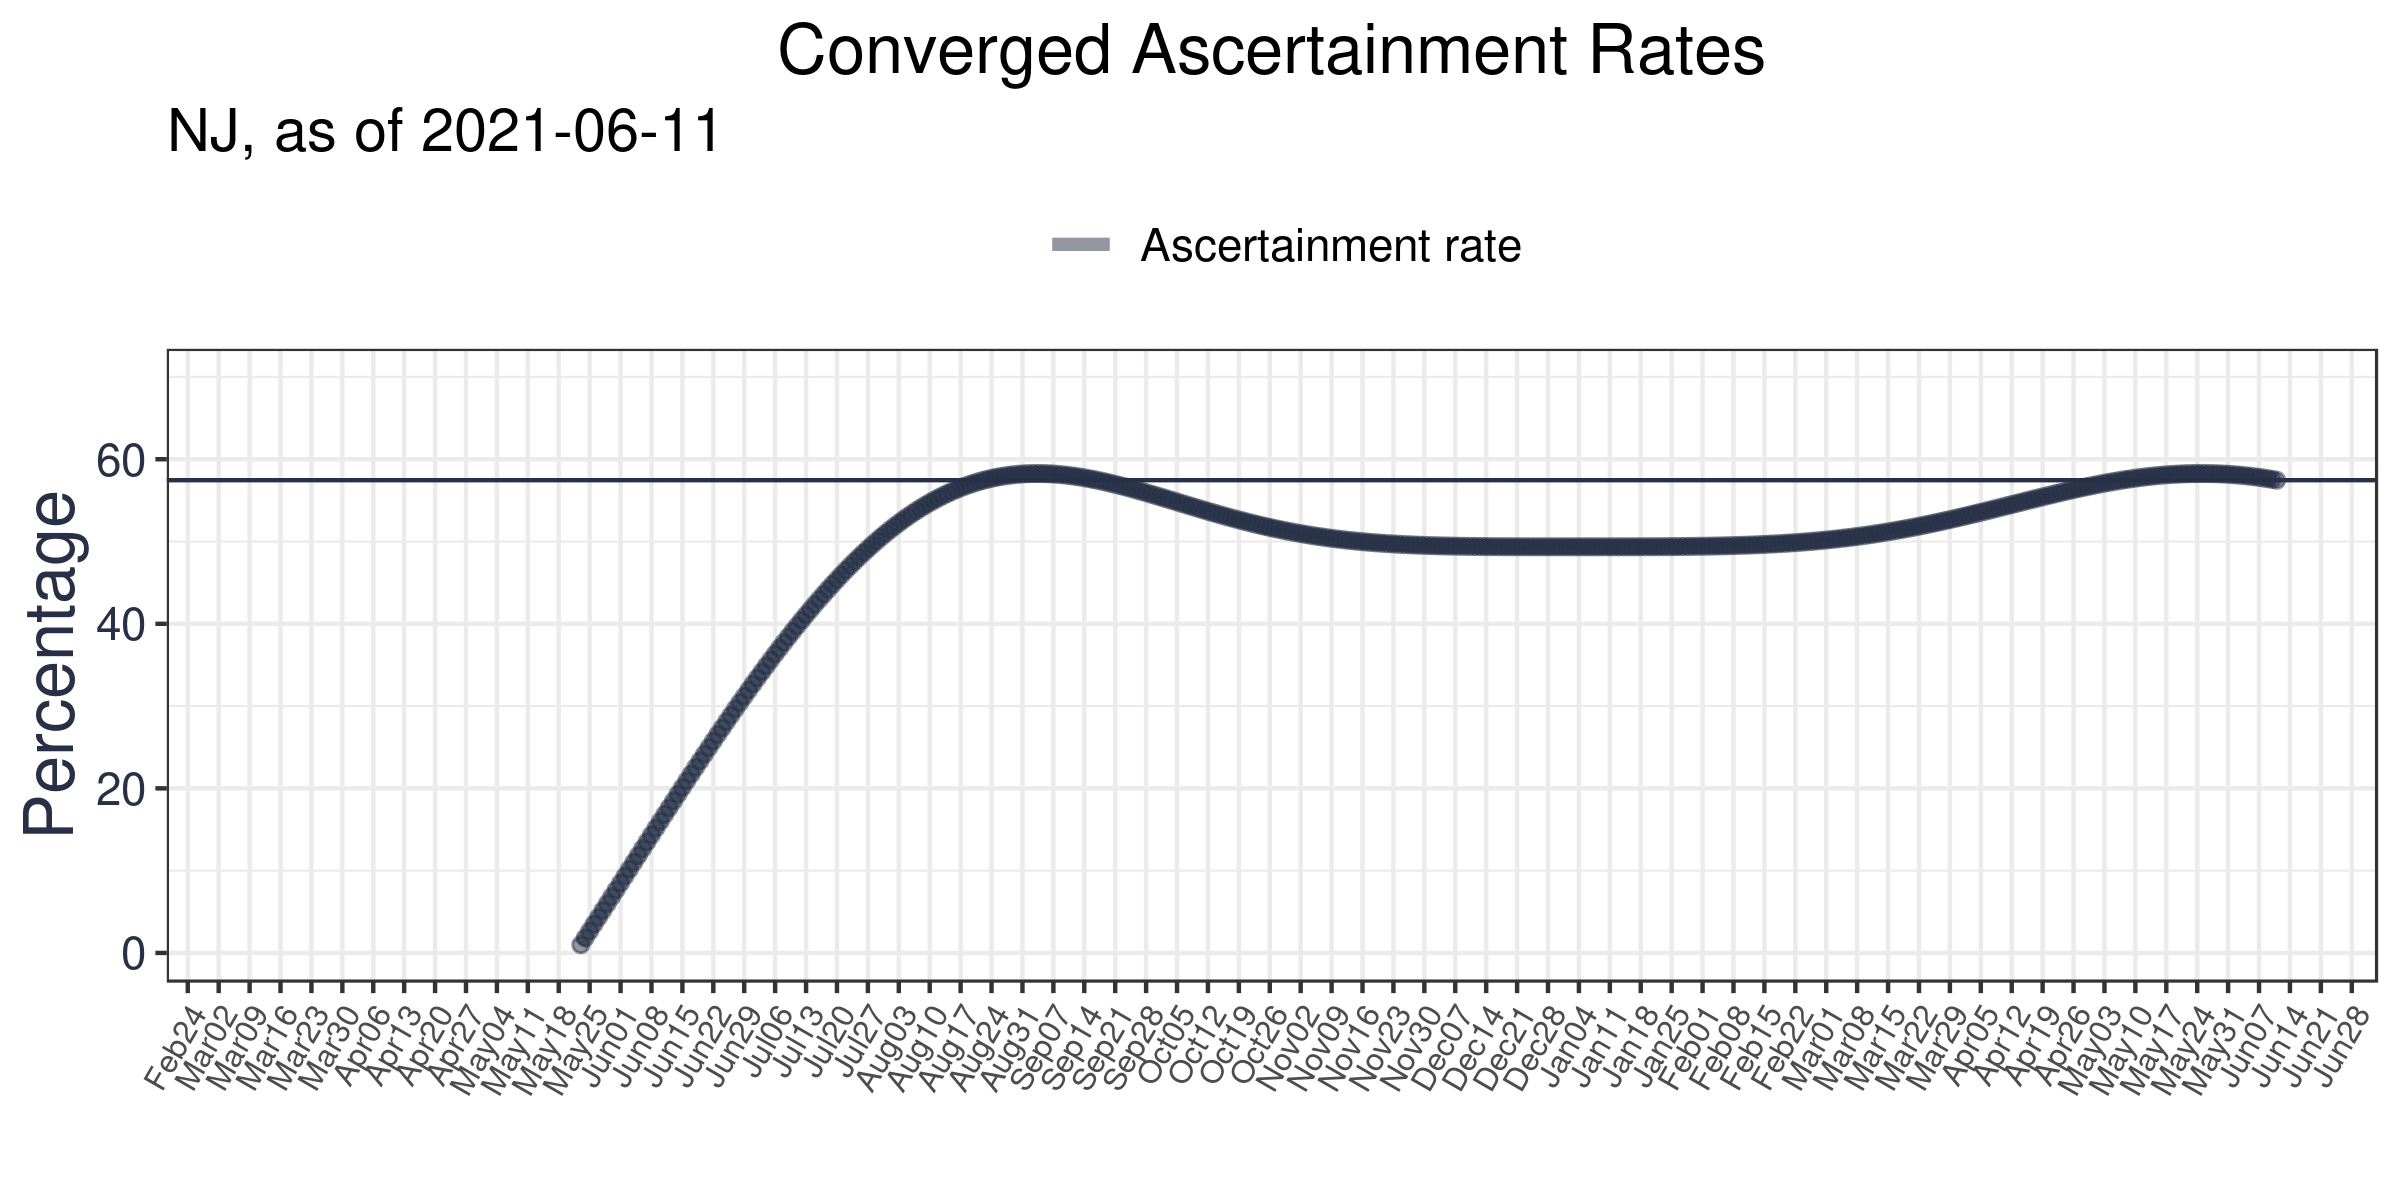 Converged Ascertainment Rates
NJ, as of 2021-06-11
Ascertainment rate
Percentage
60
40
20
0
Feb24 Mar02 Mar09 Mar16 Mar23 Mar30 Apr06 Apr13 Apr20 Apr27 May04 May11 May18 May25 Jun01 Jun08 Jun15 Jun22 Jun29 Jul06 Jul13 Jul20 Jul27 Aug03 Aug10 Aug17 Aug24 Aug31 Sep07 Sep14 Sep21 Sep28 Oct05 Oct12 Oct19 Oct26 Nov02 Nov09 Nov16 Nov23 Nov30 Dec07 Dec14 Dec21 Dec28 Jan04 Jan11 Jan18 Jan25 Feb01 Feb08 Feb15 Feb22 Mar01 Mar08 Mar15 Mar22 Mar29 Apr05 Apr12 Apr19 Apr26 May03 May10 May17 May24 May31 Jun07 Jun14 Jun21 Jun28